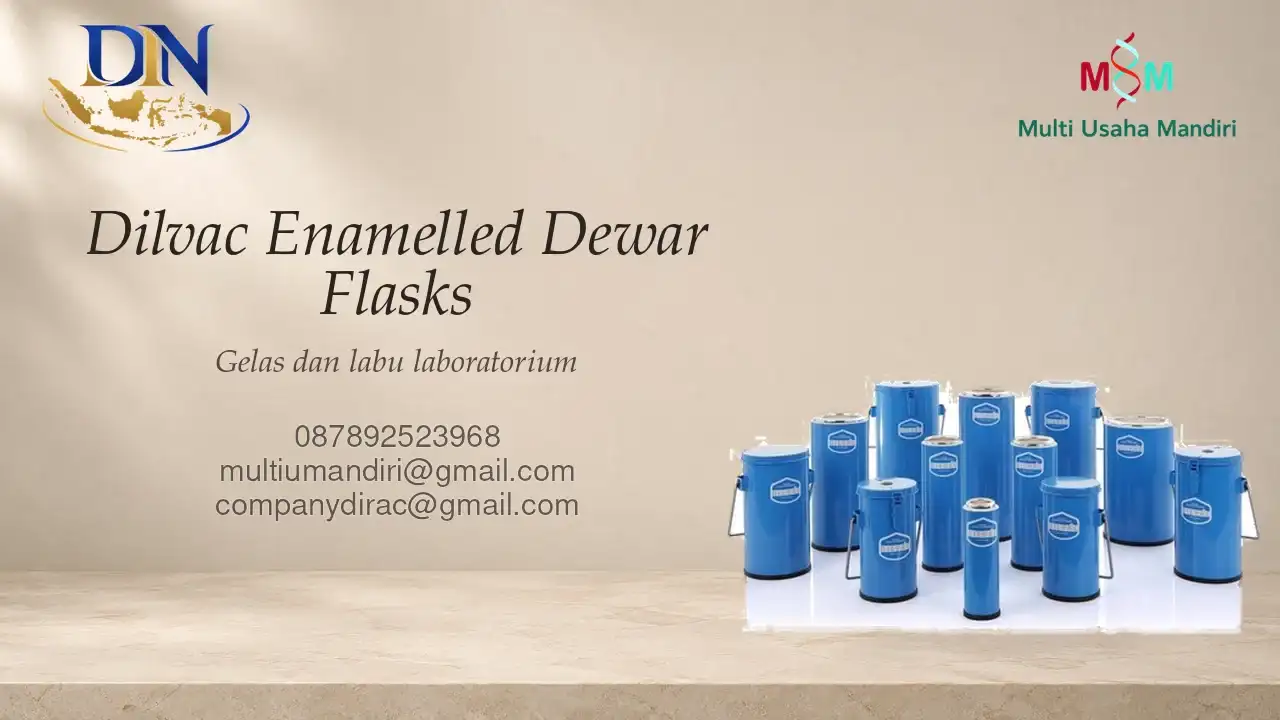 DN
M M
Multi Usaha Mandiri
Dilvac Enamelled Dewar
Flasks
Gelas dan labu laboratorium
087892523968
multiumandiri@gmail.com
companydirac@gmail.com